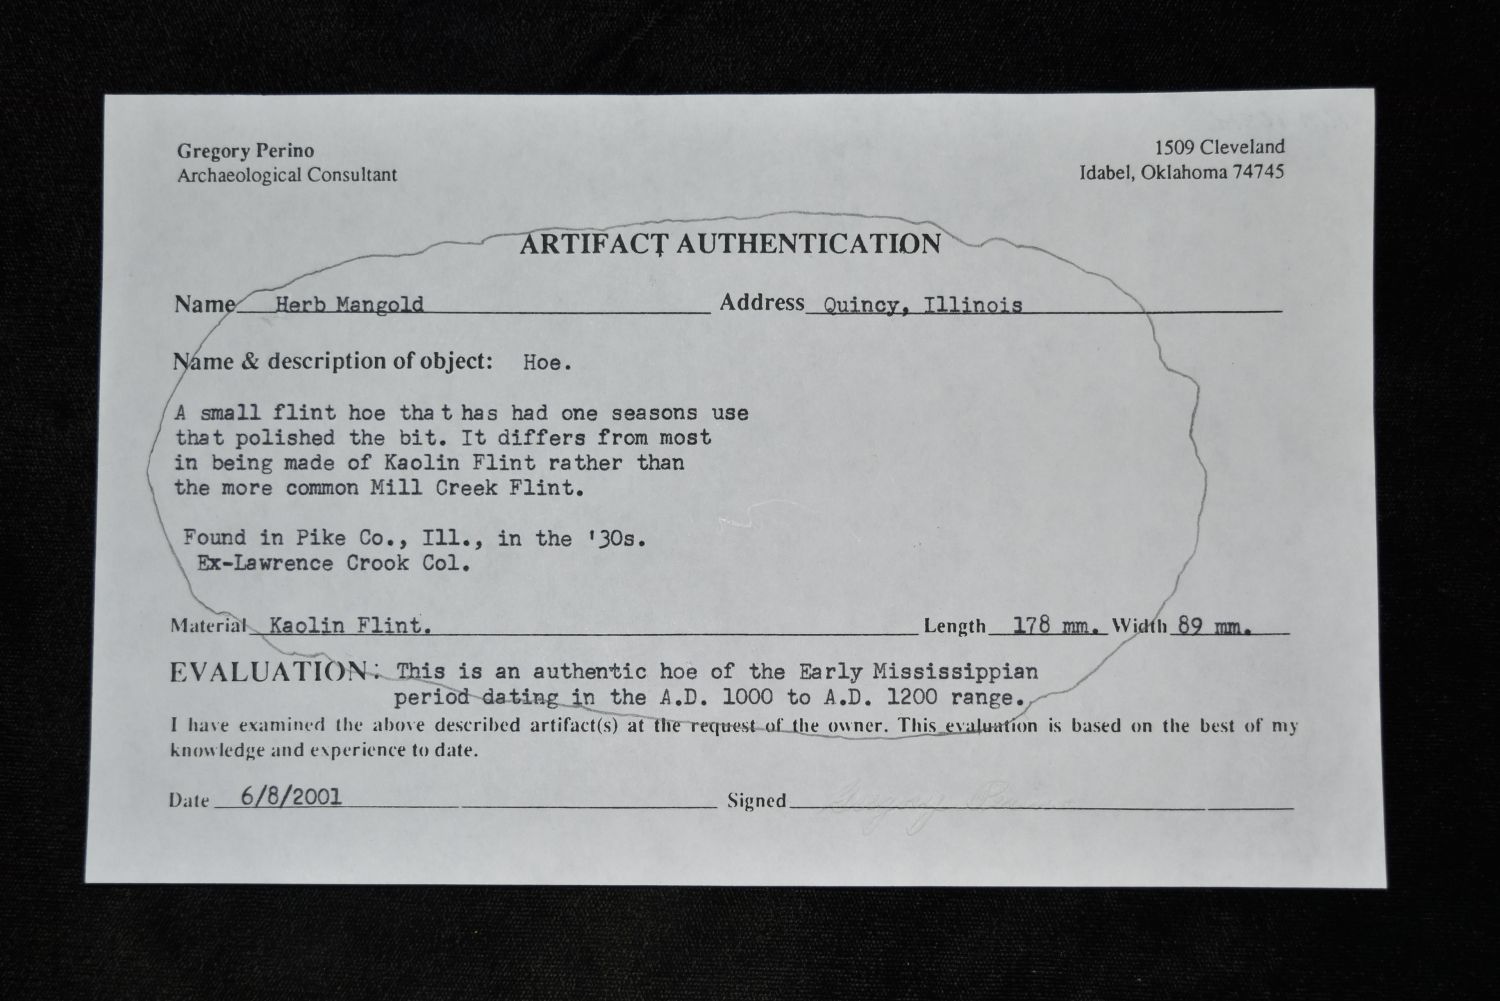 Gregory Perino
Archaeological Consultant
1509 Cleveland
Idabel, Oklahoma 74745
ARTIFACT AUTHENTICATION
Name Herb Mangold Address Quincy, Illinois
Name & description of object: Hoe.
A small flint hoe that has had one seasons use
that polished the bit. It differs from most
in being made of Kaolin Flint rather than
the more common Mill Creek Flint.
Found in Pike Co., Ill., in the '30s.
Ex-Lawrence Crook Col.
Material Kaolin Flint. Length 178 mm. Width 89 mm.
EVALUATION: This is an authentic hoe of the Early Mississippian
period dating in the A.D. 1000 to A.D. 1200 range.
I have examined the above described artifact(s) at the request of the owner. This evaluation is based on the best of my
knowledge and experience to date.
Date 6/8/2001 Signed Gregory Perino